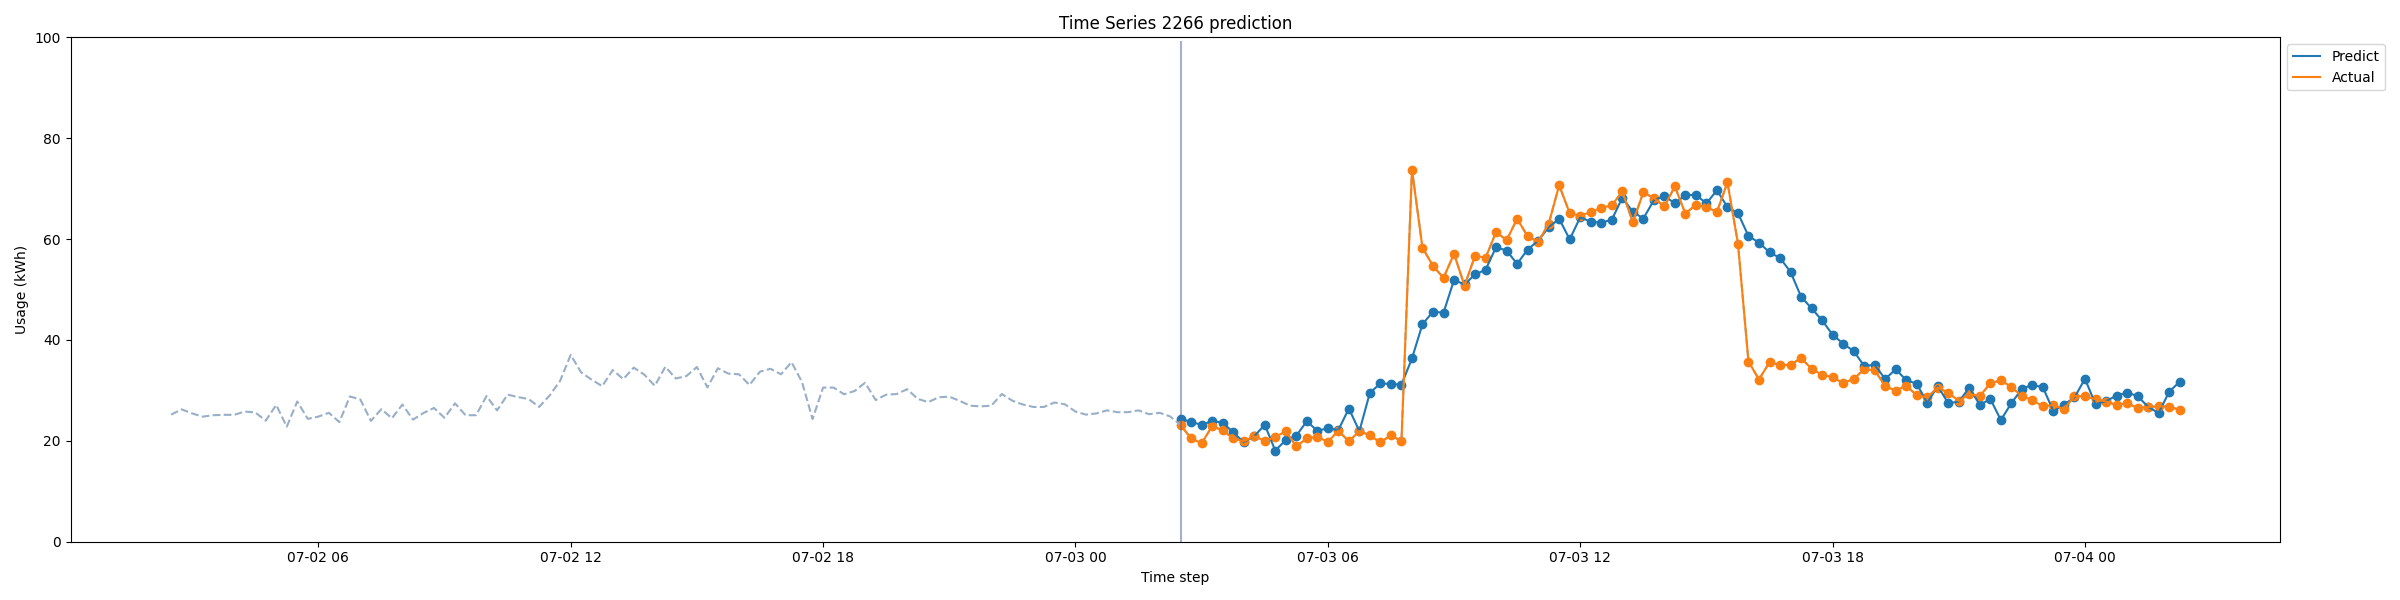 Time Series 2266 prediction
100
80
60
40
20
0
Usage (kWh)
07-02 06
07-02 12
07-02 18
07-03 00
07-03 06
07-03 12
07-03 18
07-04 00
Time step
Predict
Actual